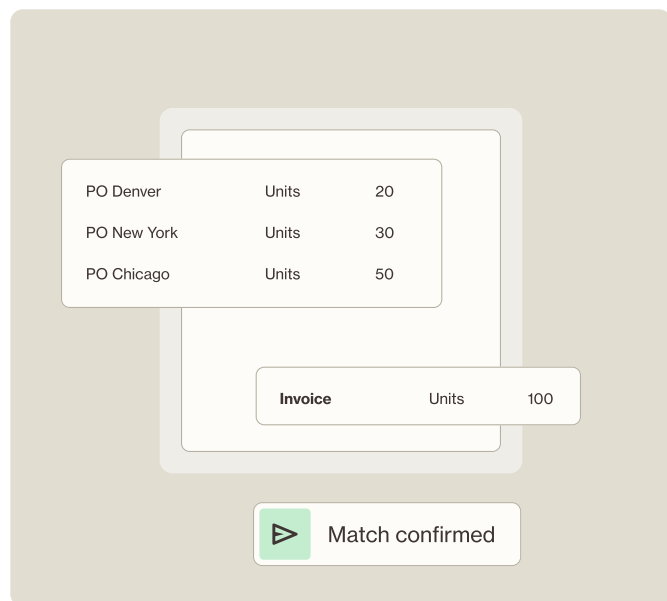 PO Denver Units 20
PO New York Units 30
PO Chicago Units 50
Invoice Units 100
Match confirmed